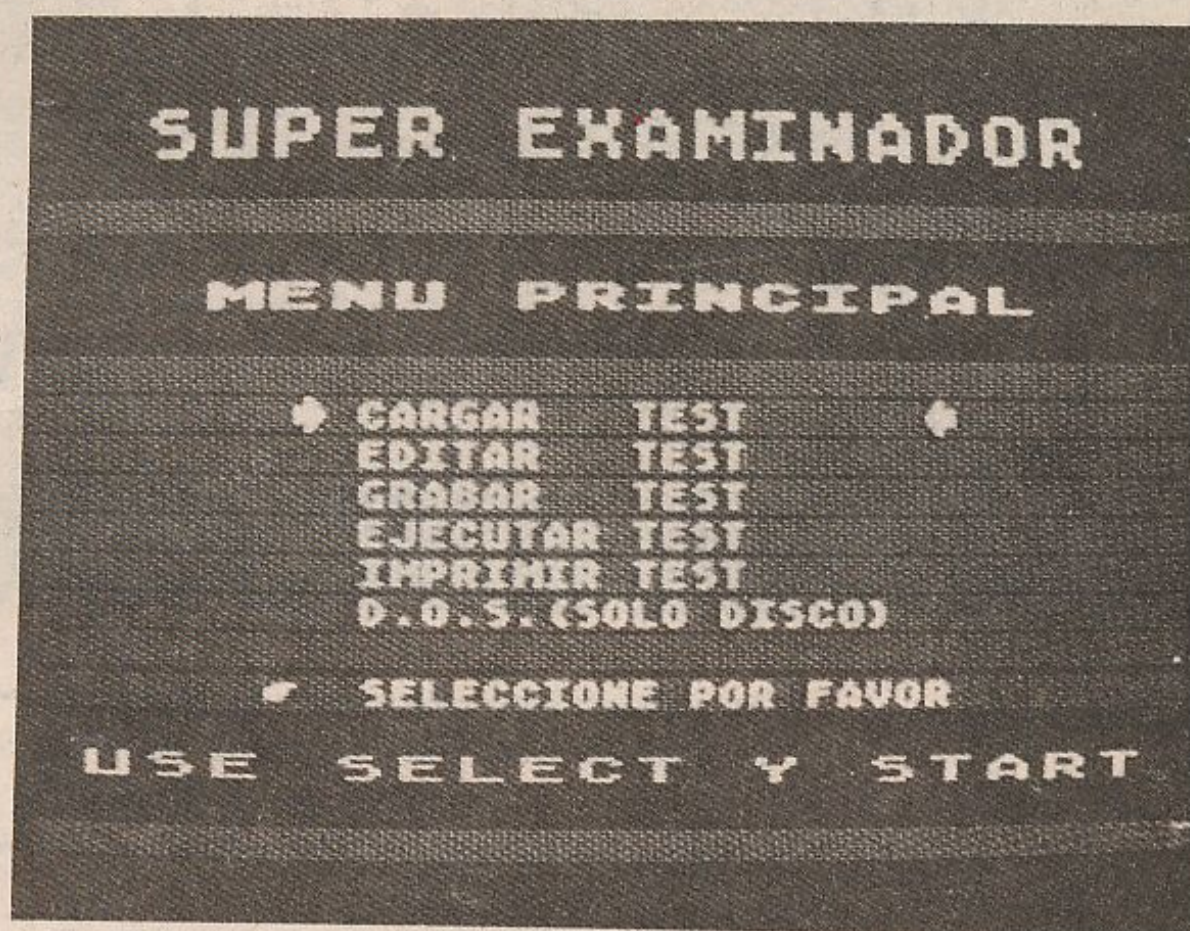 SUPER EXAMINADOR
MENU PRINCIPAL
CARGAR TEST
EDITAR TEST
GRABAR TEST
EJECUTAR TEST
IMPRIMIR TEST
D.O.S.(SOLO DISCO)
SELECCIONE POR FAVOR
USE SELECT Y START